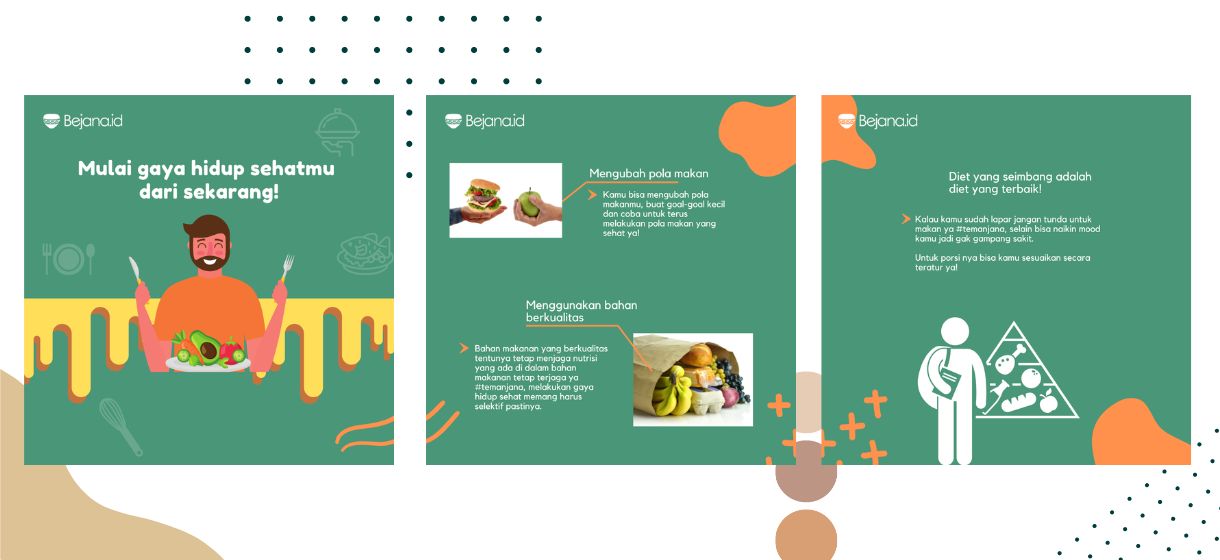 Bejana.id
Mulai gaya hidup sehatmu
dari sekarang!
Bejana.id
Mengubah pola makan
Kamu bisa mengubah pola
makanmu, buat goal-goal kecil
dan coba untuk terus
melakukan pola makan yang
sehat ya!
Menggunakan bahan
berkualitas
Bahan makanan yang berkualitas
tentunya tetap menjaga nutrisi
yang ada di dalam bahan
makanan tetap terjaga ya
#temanjana, melakukan gaya
hidup sehat memang harus
selektif pastinya.
Bejana.id
Diet yang seimbang adalah
diet yang terbaik!
Kalau kamu sudah lapar jangan tunda untuk
makan ya #temanjana, selain bisa naikin mood
kamu jadi gak gampang sakit.
Untuk porsi nya bisa kamu sesuaikan secara
teratur ya!